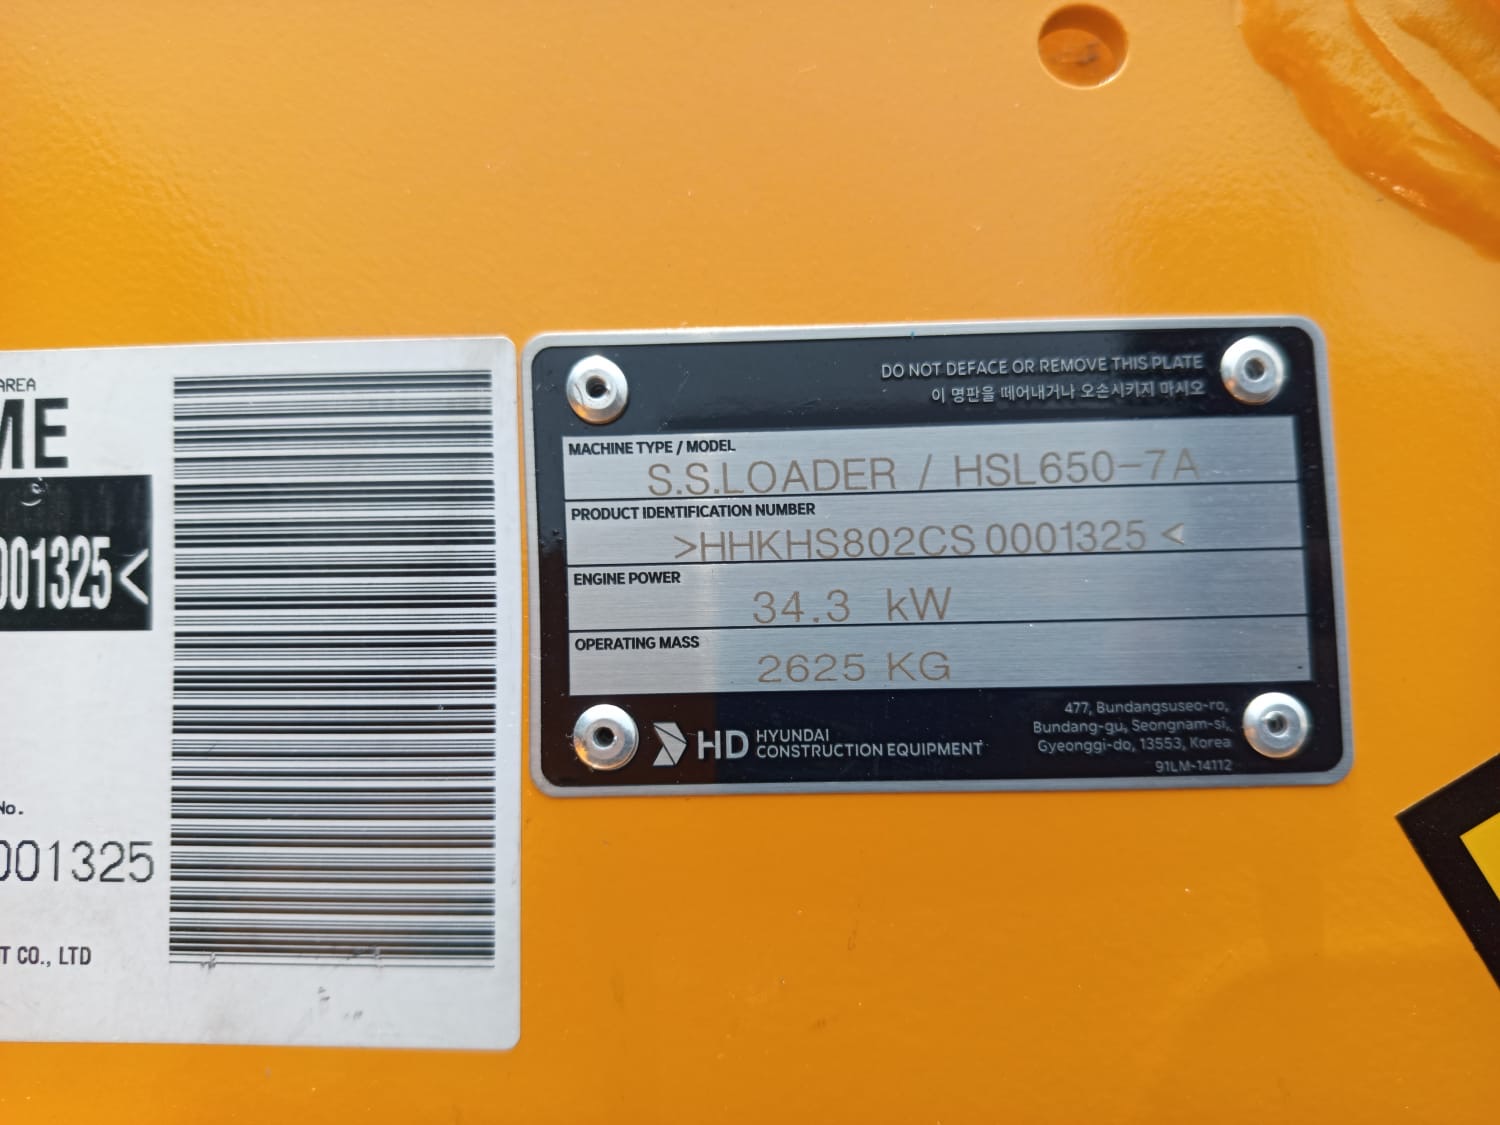 AREA
ME
001325<
No.
001325
T CO., LTD
DO NOT DEFACE OR REMOVE THIS PLATE
이 명판을 떼어내거나 오손시키지 마시오
MACHINE TYPE / MODEL
S.S.LOADER / HSL650-7A
PRODUCT IDENTIFICATION NUMBER
>HHKHS802CS0001325<
ENGINE POWER
34.3 kW
OPERATING MASS
2625 KG
HD HYUNDAI
CONSTRUCTION EQUIPMENT
477, Bundangsuseo-ro,
Bundang-gu, Seongnam-si,
Gyeonggi-do, 13553, Korea
91LM-14112